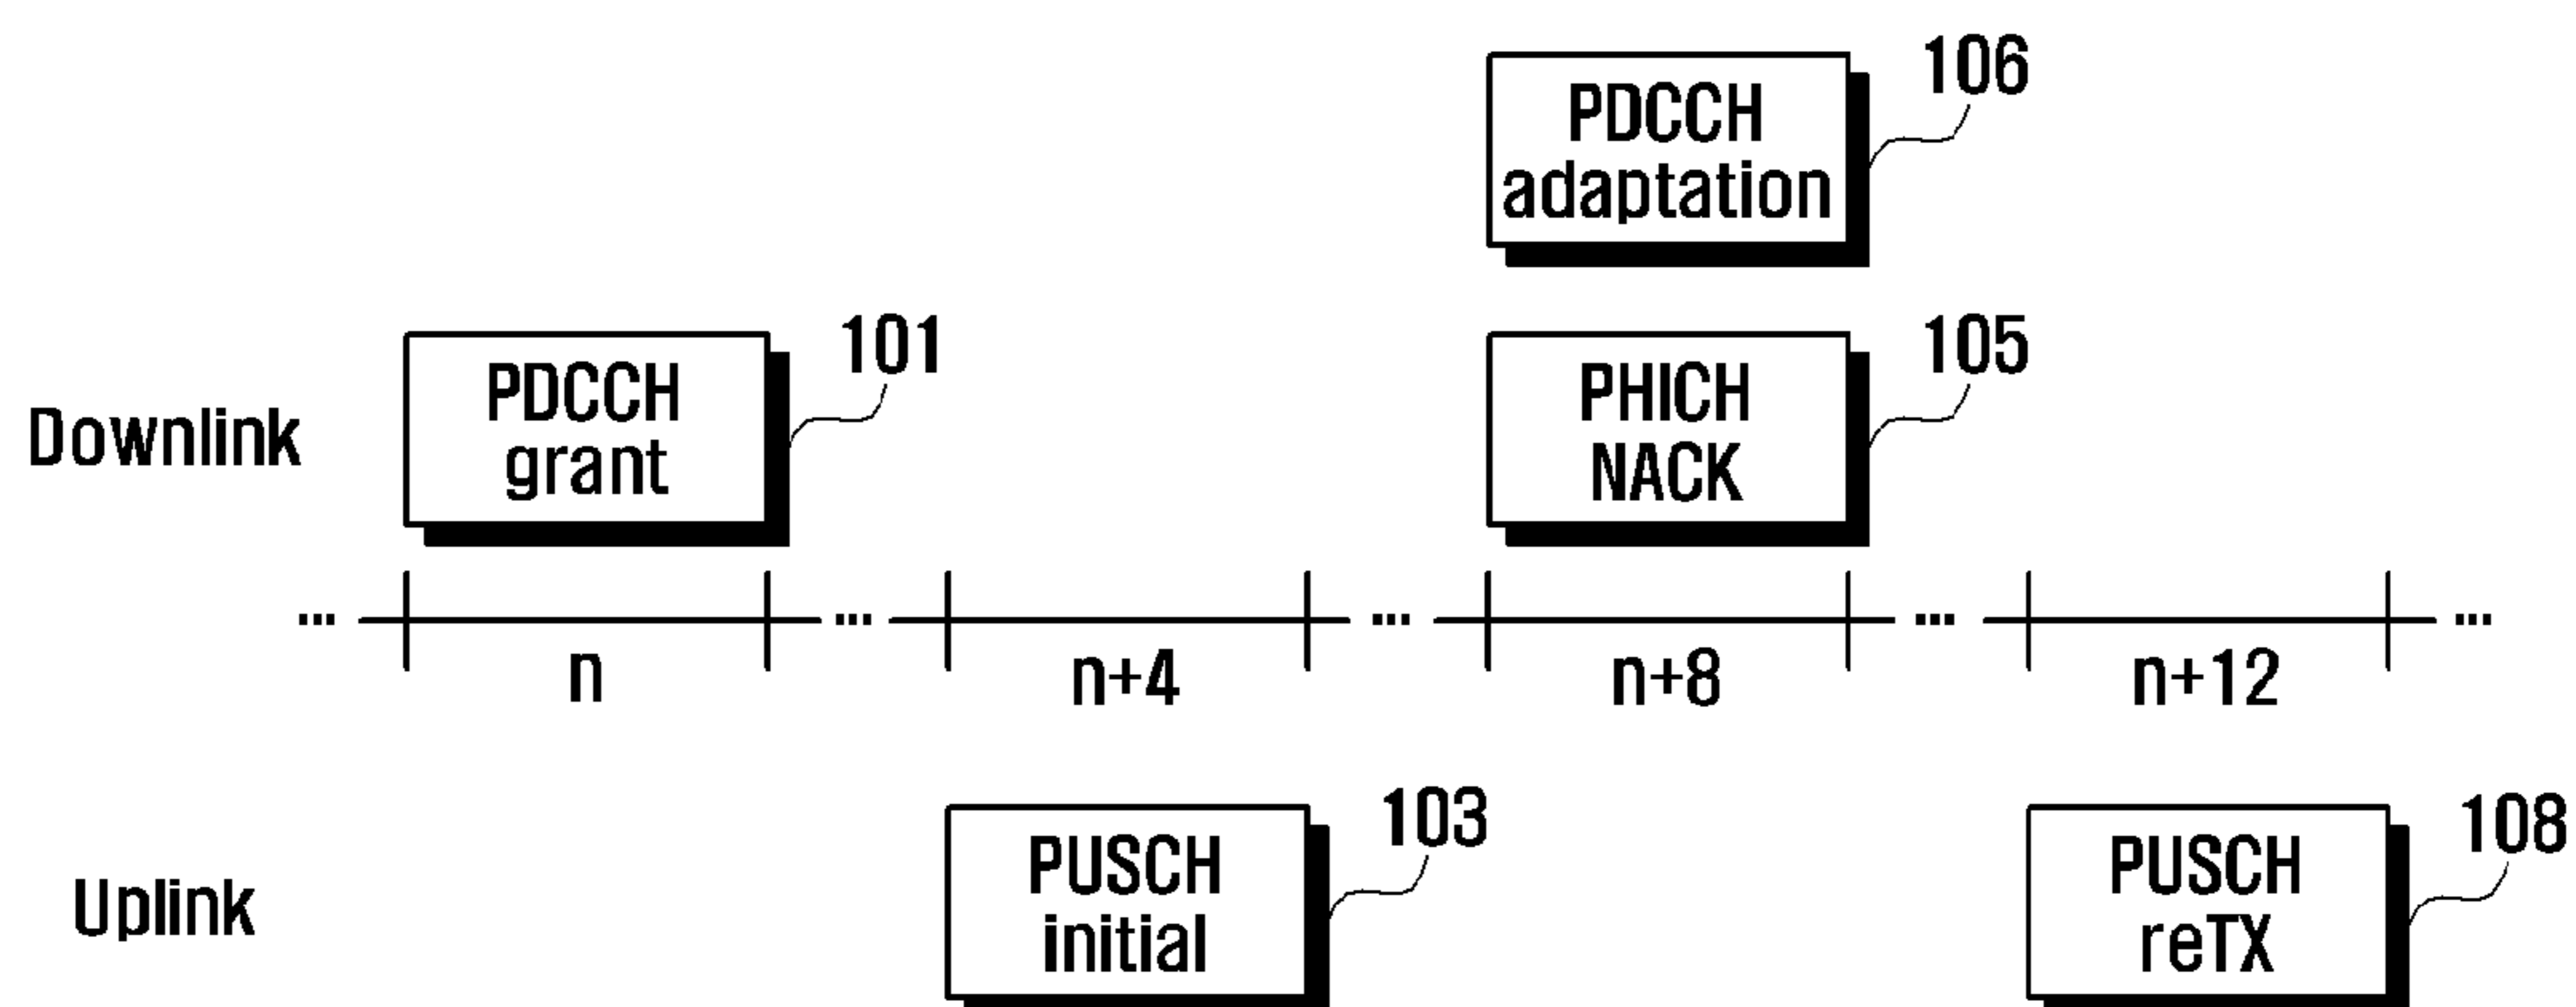 106
PDCCH
adaptation
101
105
PDCCH
grant
PHICH
NACK
Downlink
... n ... n+4 ... n+8 ... n+12 ...
103
108
PUSCH
initial
PUSCH
reTX
Uplink